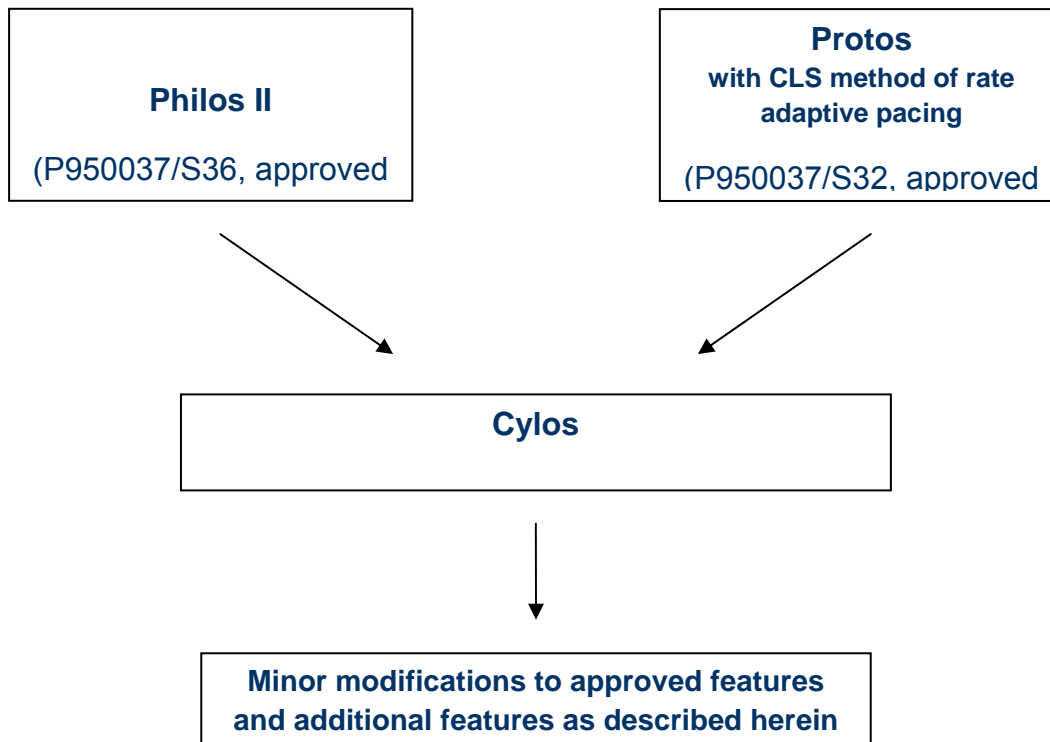 Philos II
(P950037/S36, approved
Protos
with CLS method of rate
adaptive pacing
(P950037/S32, approved
Cylos
Minor modifications to approved features
and additional features as described herein